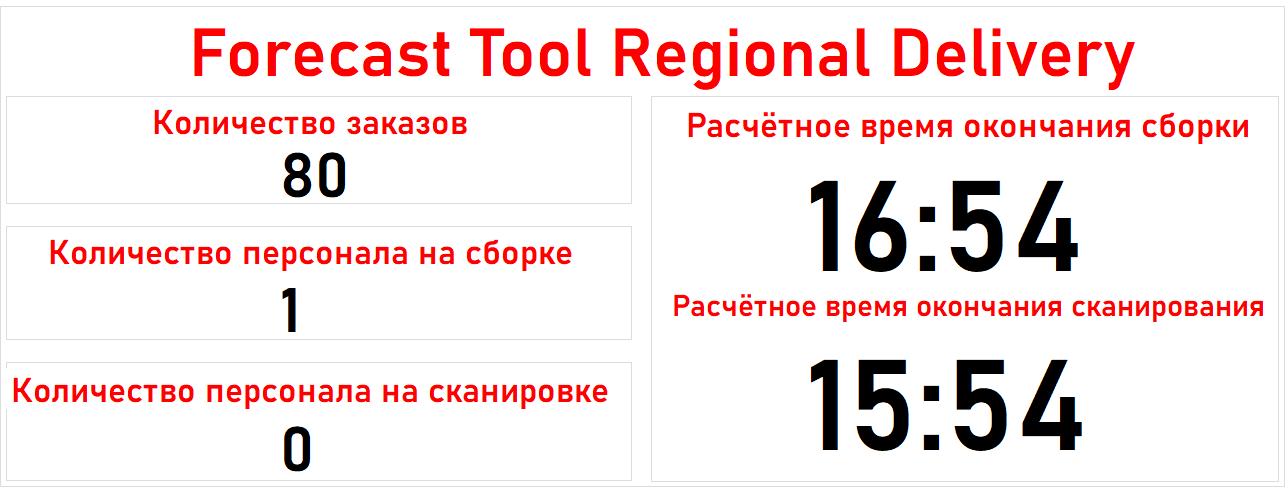 Forecast Tool Regional Delivery
Количество заказов
80
Количество персонала на сборке
1
Количество персонала на сканировке
0
Расчётное время окончания сборки
16:54
Расчётное время окончания сканирования
15:54